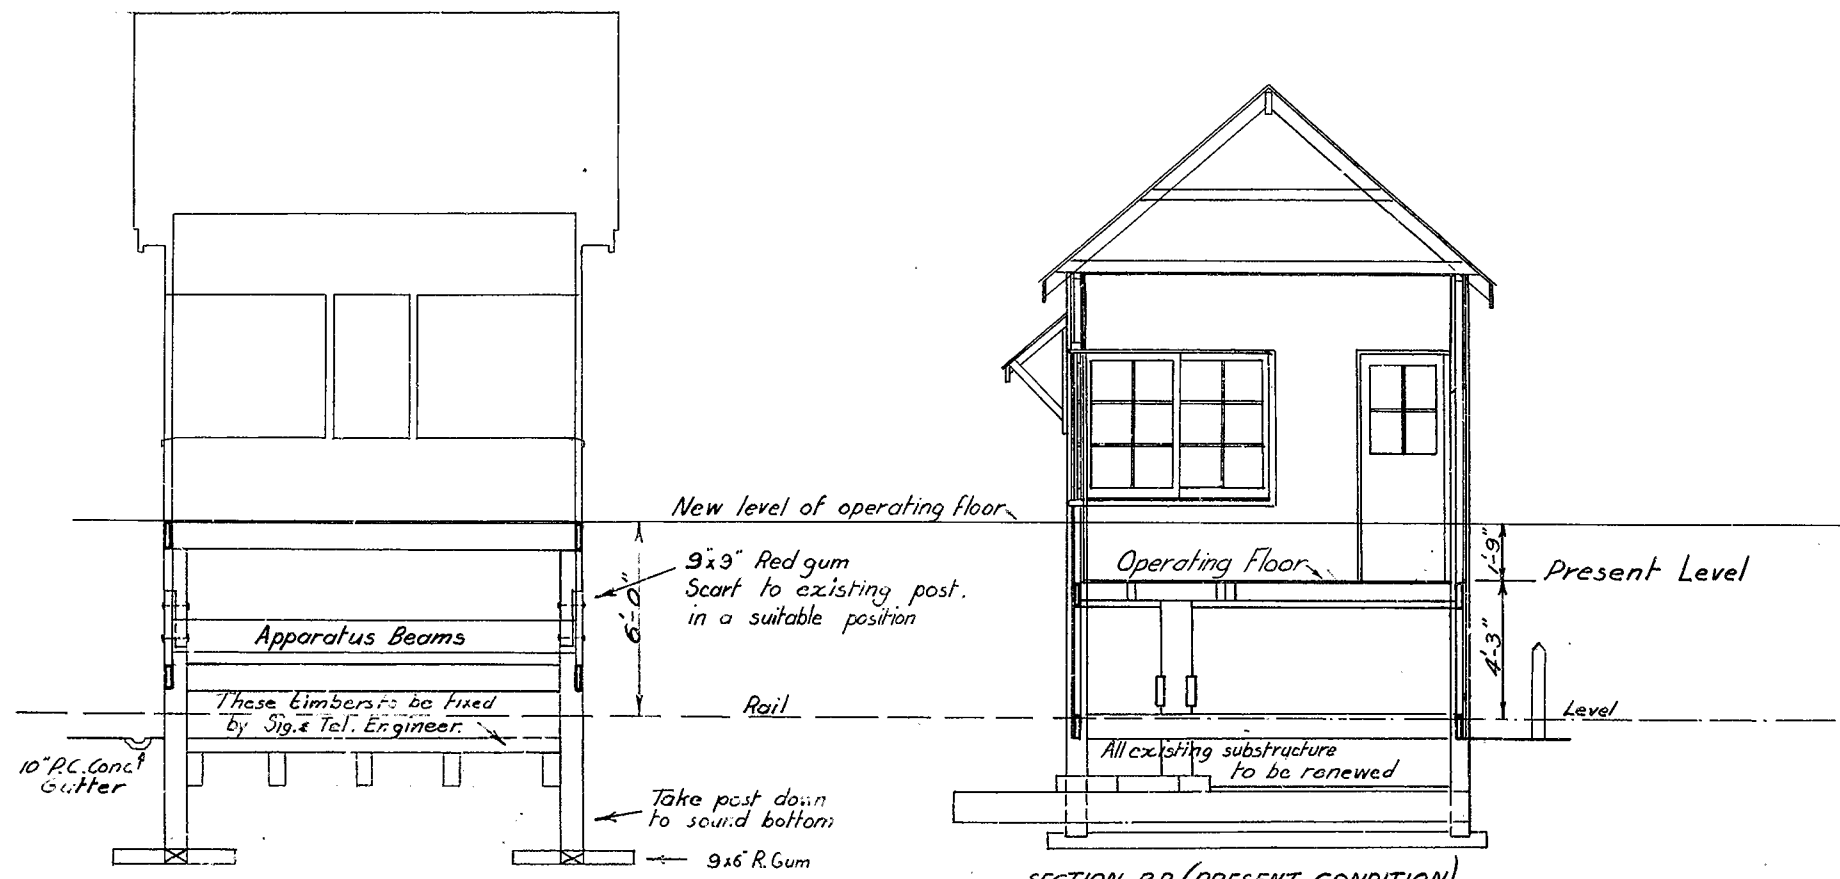 New level of operating floor
9"x9" Red gum
Scarf to existing post.
in a suitable position
6'-0"
Apparatus Beams
These timbers to be fixed
by Sig. & Tel. Engineer.
Rail
10" P.C. Conc.
Gutter
Take post down
to sound bottom
9x6" R. Gum
Operating Floor
1'-9"
Present Level
4'-3"
Level
All existing substructure
to be renewed
SECTION B.B (PRESENT CONDITION)